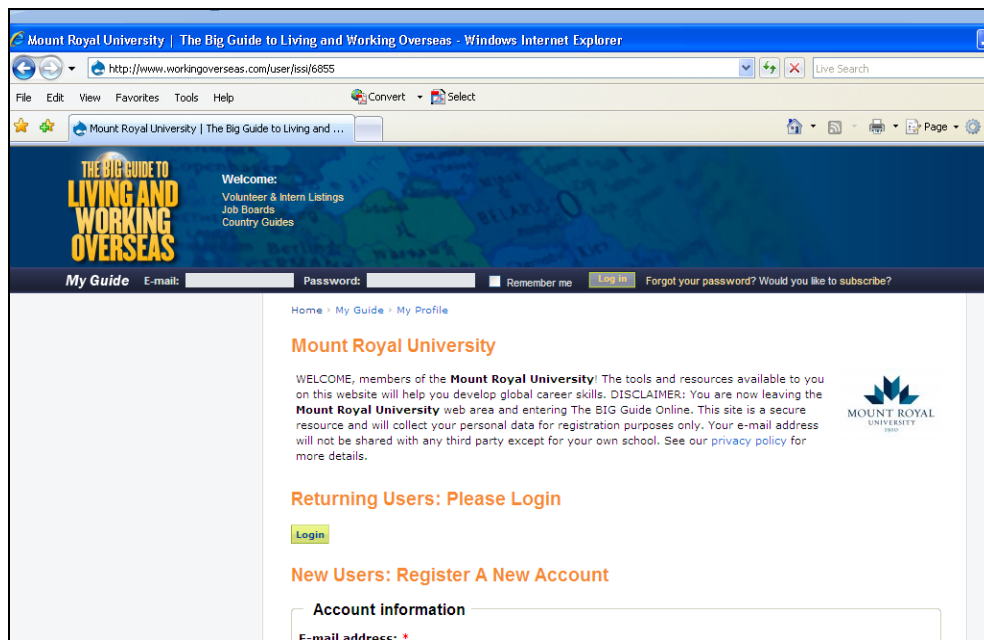 Mount Royal University | The Big Guide to Living and Working Overseas - Windows Internet Explorer
http://www.workingoverseas.com/user/issi/6855
Live Search
File Edit View Favorites Tools Help Convert Select
Mount Royal University | The Big Guide to Living and ...
Page
THE BIG GUIDE TO
LIVING AND
WORKING
OVERSEAS
Welcome:
Volunteer & Intern Listings
Job Boards
Country Guides
BELARU
Berlin
Warsaw
Kiev
My Guide E-mail: Password: Remember me Log in Forgot your password? Would you like to subscribe?
Home › My Guide › My Profile
Mount Royal University
WELCOME, members of the Mount Royal University! The tools and resources available to you
on this website will help you develop global career skills. DISCLAIMER: You are now leaving the
Mount Royal University web area and entering The BIG Guide Online. This site is a secure
resource and will collect your personal data for registration purposes only. Your e-mail address
will not be shared with any third party except for your own school. See our privacy policy for
more details.
MOUNT ROYAL
UNIVERSITY
1910
Returning Users: Please Login
Login
New Users: Register A New Account
Account information
E-mail address: *